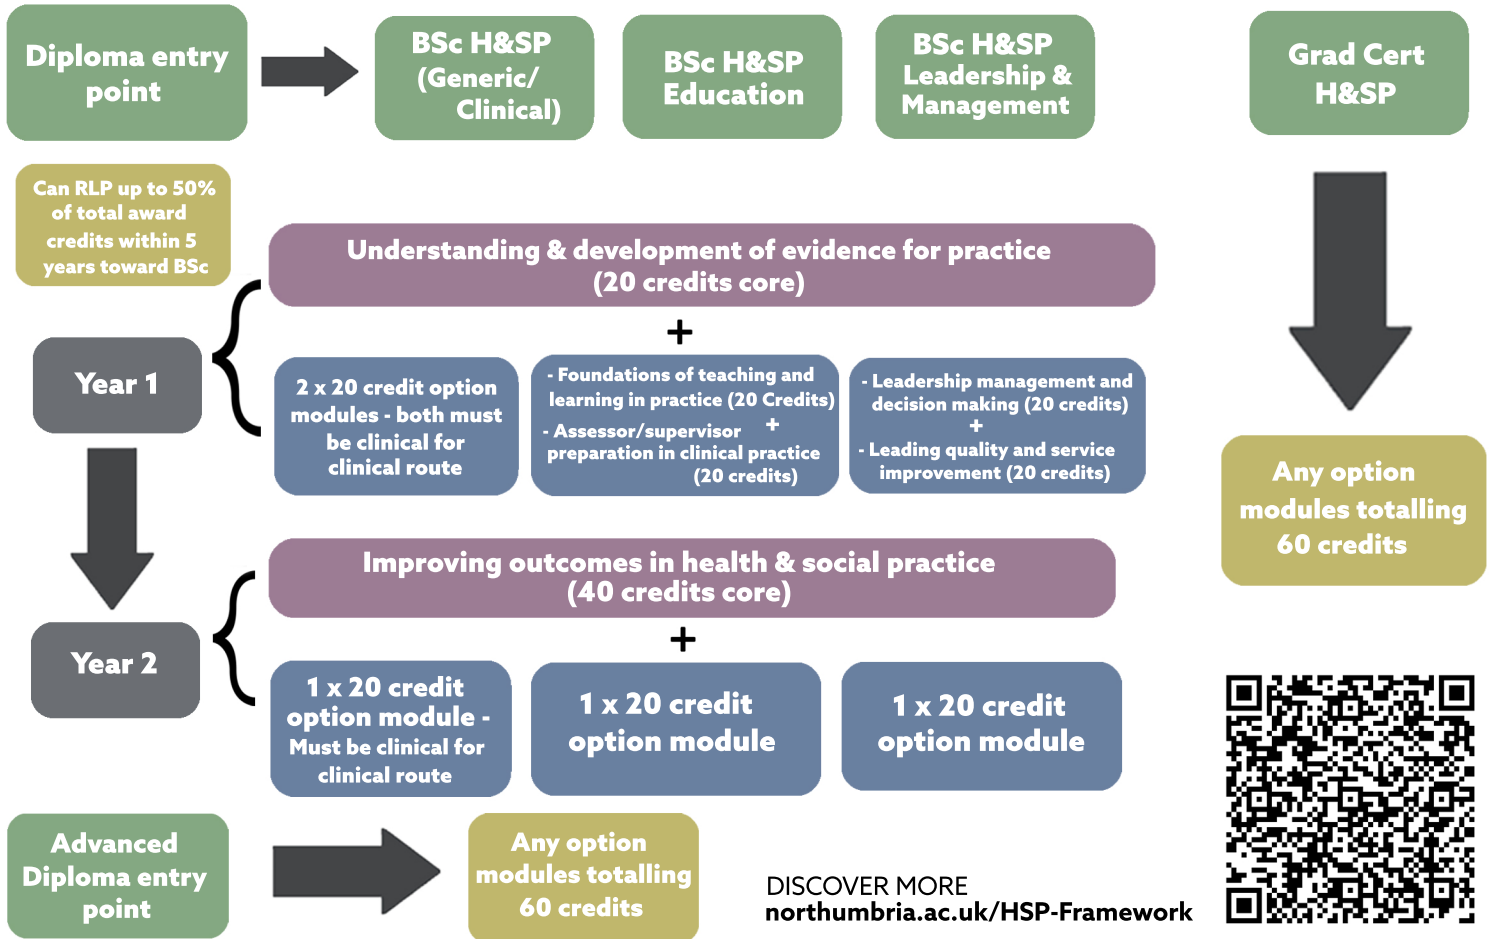 Diploma entry
point
BSc H&SP
(Generic/
Clinical)
BSc H&SP
Education
BSc H&SP
Leadership &
Management
Grad Cert
H&SP
Can RLP up to 50%
of total award
credits within 5
years toward BSc
Understanding & development of evidence for practice
(20 credits core)
+
Year 1
2 x 20 credit option
modules - both must
be clinical for
clinical route
- Foundations of teaching and
learning in practice (20 Credits)
+
- Assessor/supervisor
preparation in clinical practice
(20 credits)
- Leadership management and
decision making (20 credits)
+
- Leading quality and service
improvement (20 credits)
Any option
modules totalling
60 credits
Improving outcomes in health & social practice
(40 credits core)
+
Year 2
1 x 20 credit
option module -
Must be clinical for
clinical route
1 x 20 credit
option module
1 x 20 credit
option module
Advanced
Diploma entry
point
Any option
modules totalling
60 credits
DISCOVER MORE
northumbria.ac.uk/HSP-Framework